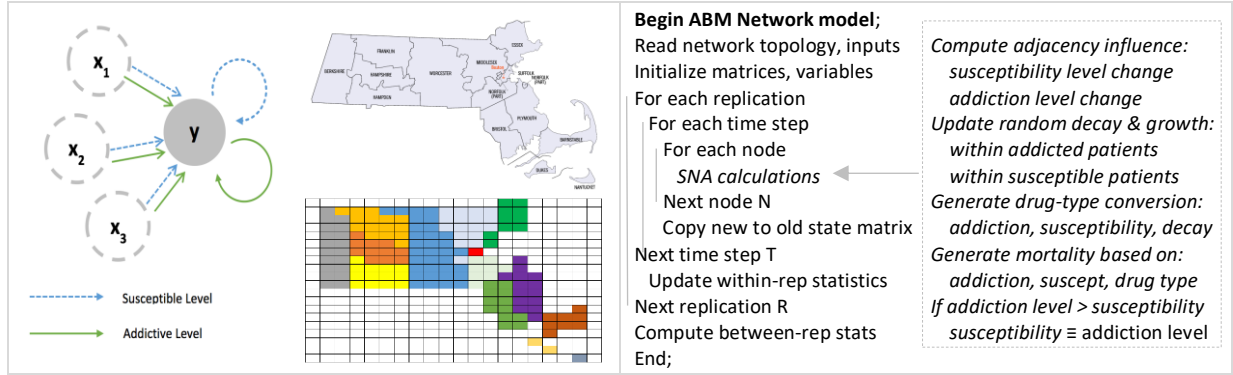 x1
x2
x3
y
Susceptible Level
Addictive Level
BERKSHIRE
FRANKLIN
HAMPSHIRE
HAMPDEN
WORCESTER
MIDDLESEX
ESSEX
SUFFOLK
NORFOLK
(PART)
NORFOLK
(PART)
BRISTOL
PLYMOUTH
BARNSTABLE
DUKES
NANTUCKET
Begin ABM Network model;
Read network topology, inputs
Initialize matrices, variables
For each replication
For each time step
For each node
SNA calculations
Next node N
Copy new to old state matrix
Next time step T
Update within-rep statistics
Next replication R
Compute between-rep stats
End;
Compute adjacency influence:
susceptibility level change
addiction level change
Update random decay & growth:
within addicted patients
within susceptible patients
Generate drug-type conversion:
addiction, susceptibility, decay
Generate mortality based on:
addiction, suscept, drug type
If addiction level > susceptibility
susceptibility ≡ addiction level